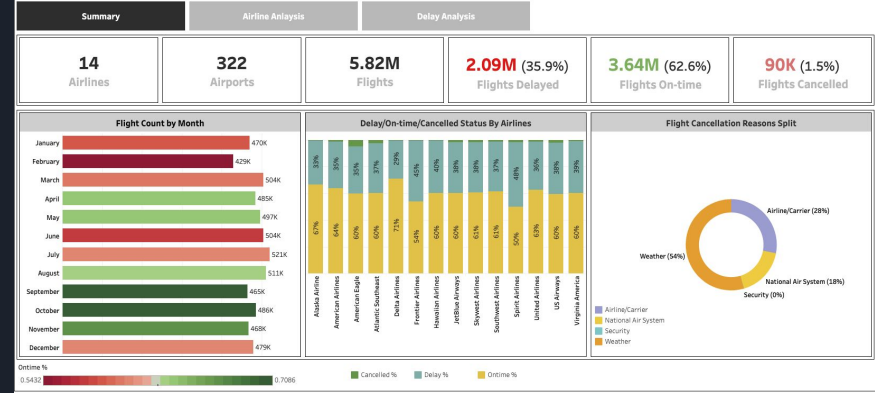 Summary
Airline Anlaysis
Delay Analysis
14
Airlines
322
Airports
5.82M
Flights
2.09M (35.9%)
Flights Delayed
3.64M (62.6%)
Flights On-time
90K (1.5%)
Flights Cancelled
Flight Count by Month
January 470K
February 429K
March 504K
April 485K
May 497K
June 504K
July 521K
August 511K
September 465K
October 486K
November 468K
December 479K
Delay/On-time/Cancelled Status By Airlines
33% 35% 35% 37% 29% 45% 40% 38% 38% 37% 48% 36% 38% 39%
67% 64% 60% 60% 71% 54% 60% 60% 61% 61% 50% 63% 60% 60%
Alaska Airline
American Airlines
American Eagle
Atlantic Southeast
Delta Airlines
Frontier Airlines
Hawaiian Airlines
JetBlue Airways
Skywest Airlines
Southwest Airlines
Spirit Airlines
United Airlines
US Airways
Virginia America
Flight Cancellation Reasons Split
Airline/Carrier (28%)
Weather (54%)
National Air System (18%)
Security (0%)
Airline/Carrier
National Air System
Security
Weather
Ontime %
0.5432 0.7086
Cancelled % Delay % Ontime %